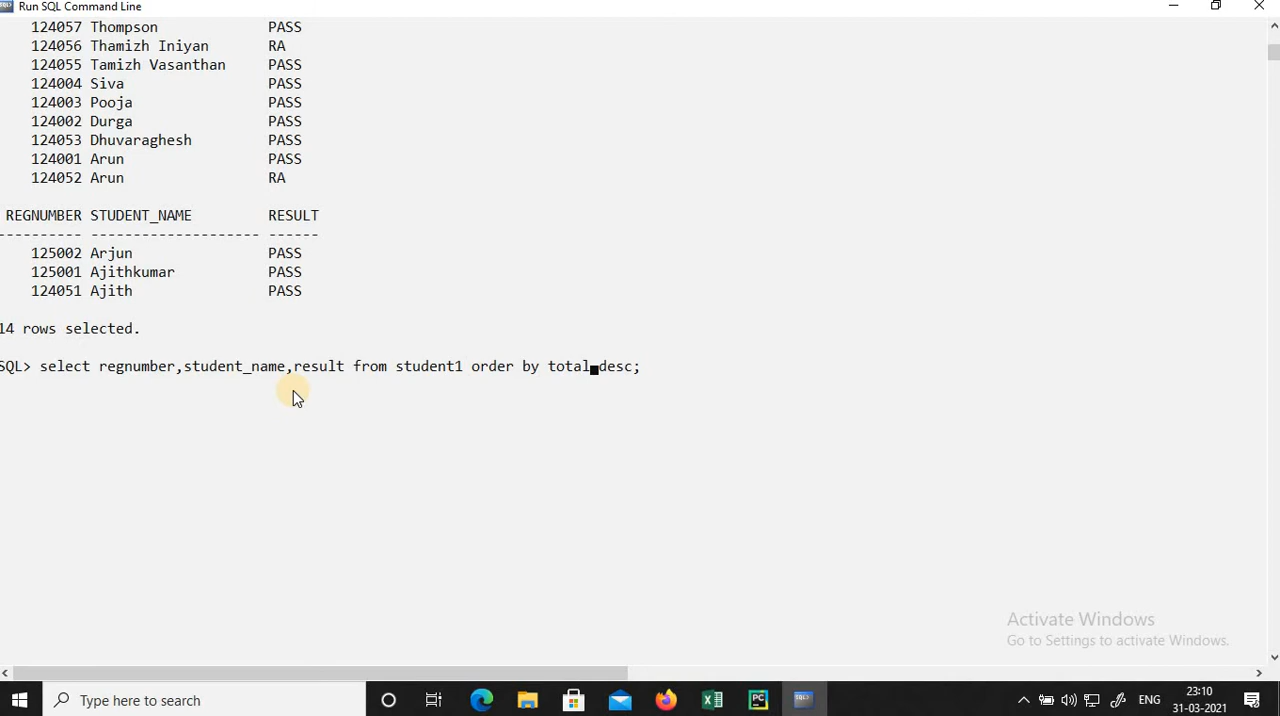 Run SQL Command Line
124057 Thompson PASS
124056 Thamizh Iniyan RA
124055 Tamizh Vasanthan PASS
124004 Siva PASS
124003 Pooja PASS
124002 Durga PASS
124053 Dhuvaraghesh PASS
124001 Arun PASS
124052 Arun RA
REGNUMBER STUDENT_NAME RESULT
---------- -------------------- ------
125002 Arjun PASS
125001 Ajithkumar PASS
124051 Ajith PASS
14 rows selected.
SQL> select regnumber,student_name,result from student1 order by total desc;
Activate Windows
Go to Settings to activate Windows.
Type here to search
ENG
23:10
31-03-2021